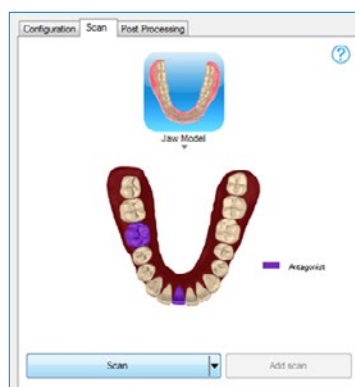 Configuration Scan Post Processing
?
Jaw Model
Antagonist
Scan Add scan